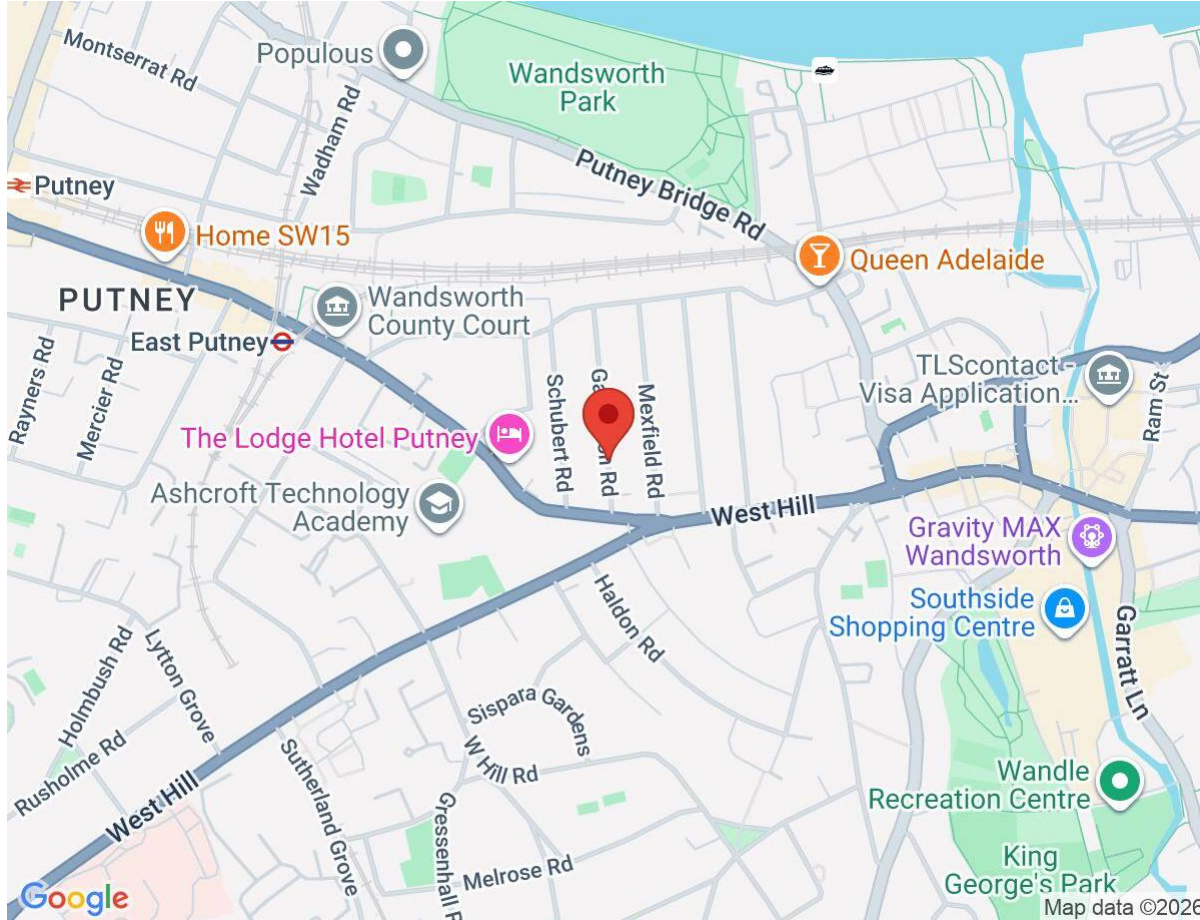 Montserrat Rd
Populous
Wandsworth
Park
Wadham Rd
Putney Bridge Rd
Putney
Home SW15
Queen Adelaide
PUTNEY
Wandsworth
County Court
East Putney
Rayners Rd
Mercier Rd
TLScontact -
Visa Application...
Ram St
Schubert Rd
Mexfield Rd
The Lodge Hotel Putney
Ashcroft Technology
Academy
West Hill
Gravity MAX
Wandsworth
Southside
Shopping Centre
Haldon Rd
Garratt Ln
Holmbush Rd
Lytton Grove
Sispara Gardens
Rusholme Rd
W Hill Rd
Sutherland Grove
Wandle
Recreation Centre
West Hill
Gressenhall R
Melrose Rd
King
George's Park
Google
Map data ©2026